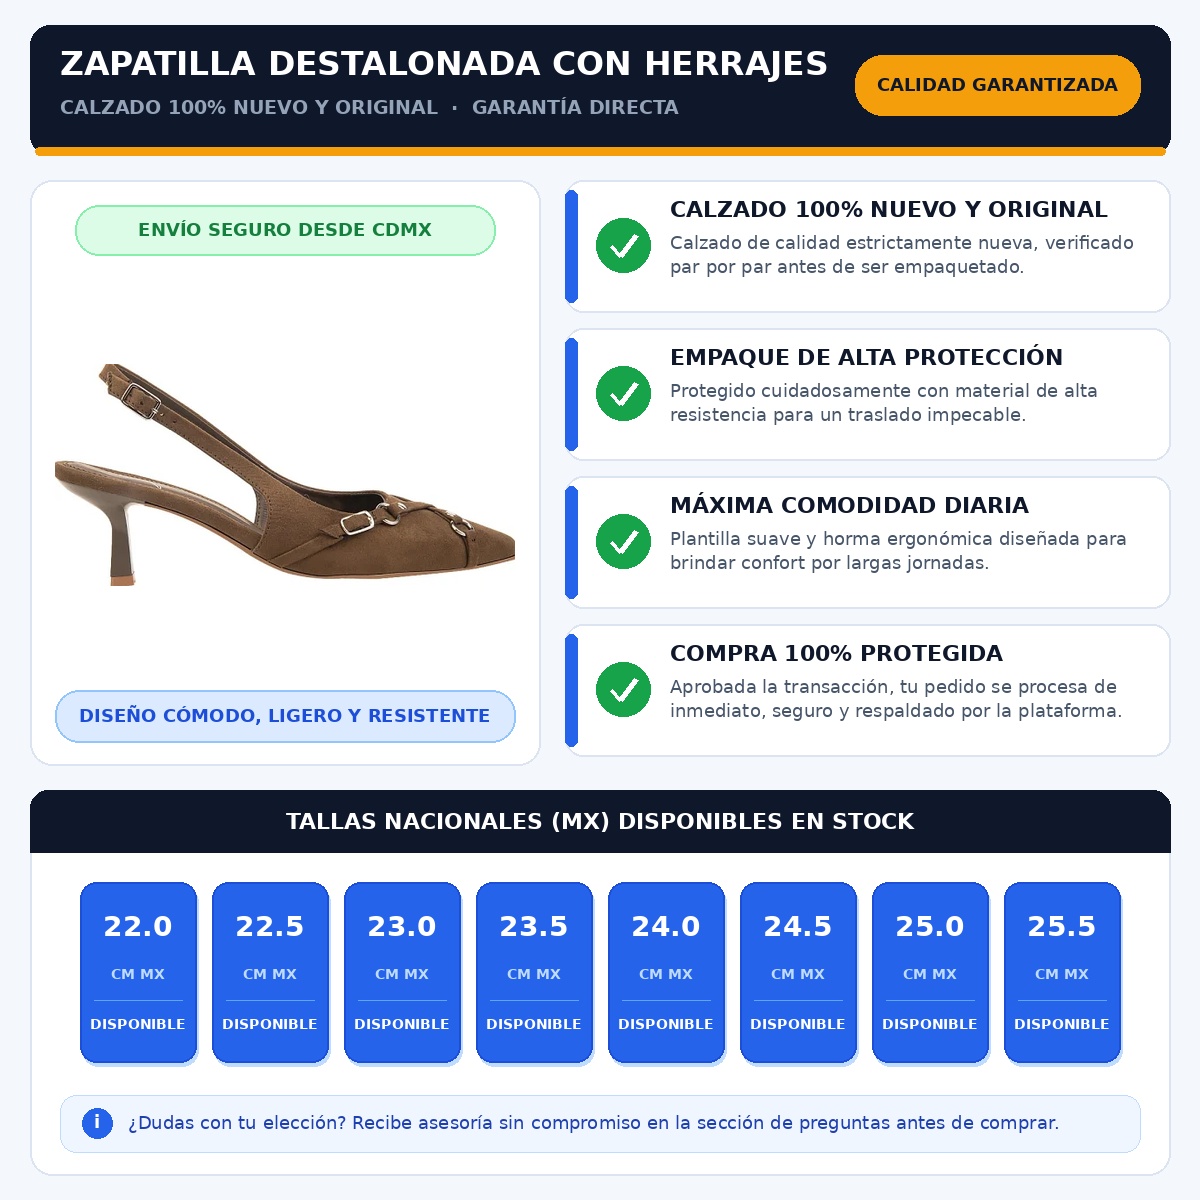 ZAPATILLA DESTALONADA CON HERRAJES
CALZADO 100% NUEVO Y ORIGINAL · GARANTÍA DIRECTA
CALIDAD GARANTIZADA
ENVÍO SEGURO DESDE CDMX
DISEÑO CÓMODO, LIGERO Y RESISTENTE
CALZADO 100% NUEVO Y ORIGINAL
Calzado de calidad estrictamente nueva, verificado
par por par antes de ser empaquetado.
EMPAQUE DE ALTA PROTECCIÓN
Protegido cuidadosamente con material de alta
resistencia para un traslado impecable.
MÁXIMA COMODIDAD DIARIA
Plantilla suave y horma ergonómica diseñada para
brindar confort por largas jornadas.
COMPRA 100% PROTEGIDA
Aprobada la transacción, tu pedido se procesa de
inmediato, seguro y respaldado por la plataforma.
TALLAS NACIONALES (MX) DISPONIBLES EN STOCK
22.0 22.5 23.0 23.5 24.0 24.5 25.0 25.5
CM MX CM MX CM MX CM MX CM MX CM MX CM MX CM MX
DISPONIBLE DISPONIBLE DISPONIBLE DISPONIBLE DISPONIBLE DISPONIBLE DISPONIBLE DISPONIBLE
i ¿Dudas con tu elección? Recibe asesoría sin compromiso en la sección de preguntas antes de comprar.